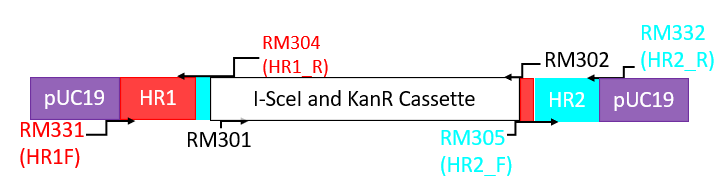 RM304
(HR1_R)
RM332
(HR2_R)
RM302
pUC19
HR1
I-SceI and KanR Cassette
HR2
pUC19
RM331
(HR1F)
RM301
RM305
(HR2_F)